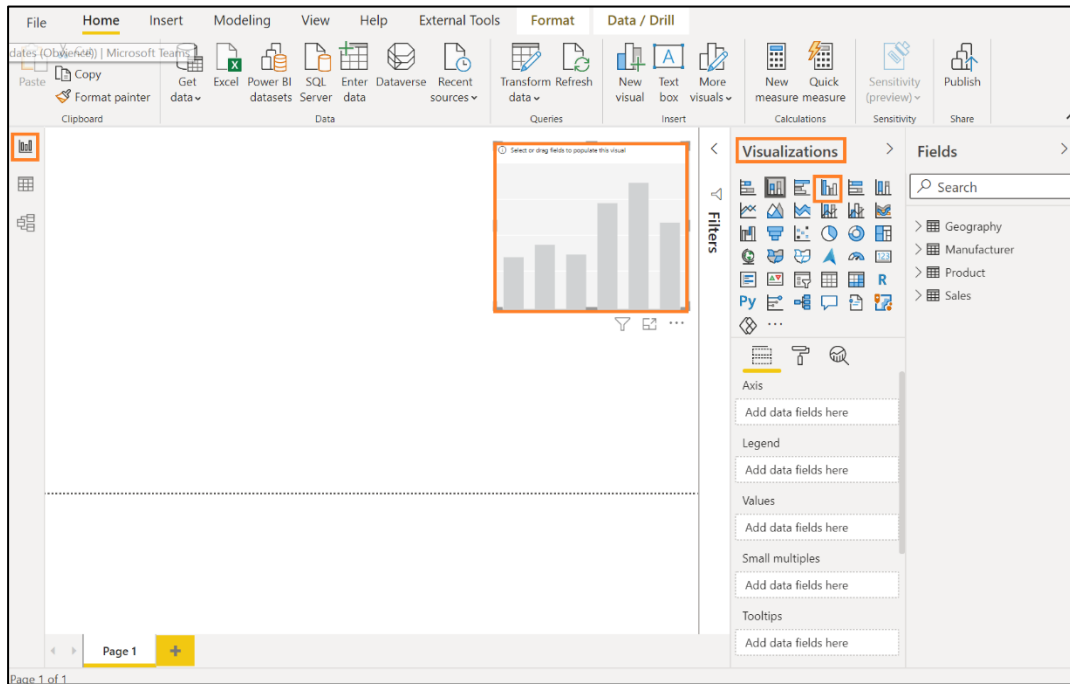 File Home Insert Modeling View Help External Tools Format Data / Drill
dates (Obyience)) | Microsoft Teams
Cut
Paste
Copy
Format painter
Get data
Excel
Power BI datasets
SQL Server
Enter data
Dataverse
Recent sources
Transform data
Refresh
New visual
Text box
More visuals
New measure
Quick measure
Sensitivity (preview)
Publish
Clipboard
Data
Queries
Insert
Calculations
Sensitivity
Share
Select or drag fields to populate this visual
Filters
Visualizations
R
Py
123
Axis
Add data fields here
Legend
Add data fields here
Values
Add data fields here
Small multiples
Add data fields here
Tooltips
Add data fields here
Fields
Search
Geography
Manufacturer
Product
Sales
Page 1
Page 1 of 1